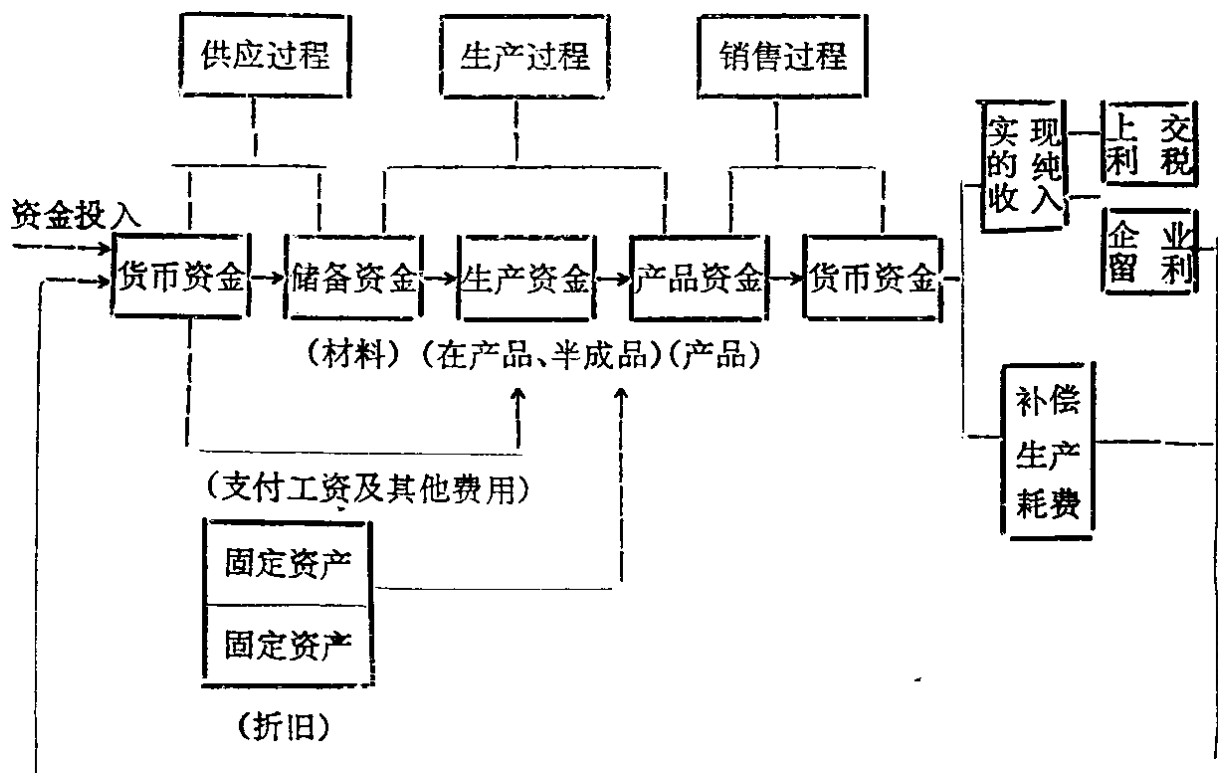 供应过程
生产过程
销售过程
实现
的纯
收入
上交
利税
资金投入
企业
留利
货币资金
储备资金
生产资金
产品资金
货币资金
(材料)
(在产品、半成品)
(产品)
补偿
生产
耗费
(支付工资及其他费用)
固定资产
固定资产
(折旧)